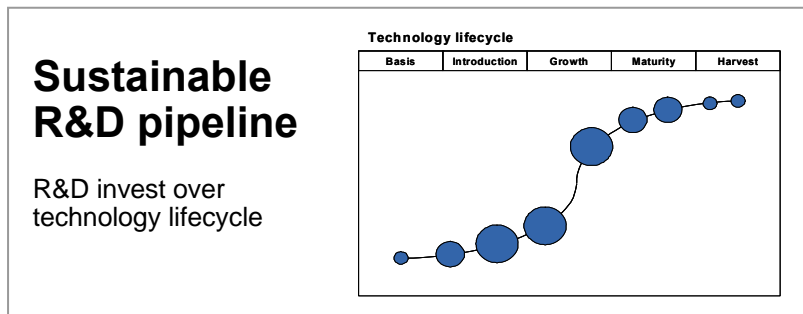 Sustainable
R&D pipeline
R&D invest over
technology lifecycle
Technology lifecycle
Basis Introduction Growth Maturity Harvest